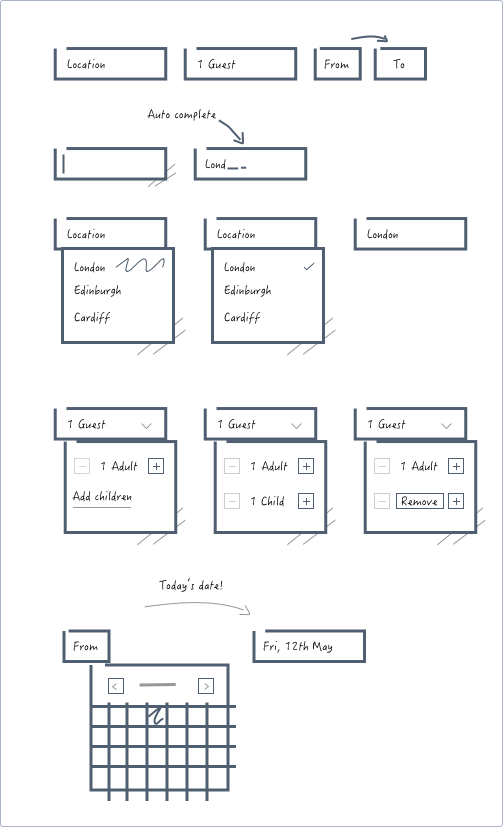 Location
1 Guest
From
To
Auto complete
Lond_ -
Location
Location
London
London
Edinburgh
Cardiff
London
Edinburgh
Cardiff
1 Guest
1 Guest
1 Guest
- 1 Adult +
Add children
- 1 Adult +
- 1 Child +
- 1 Adult +
- Remove +
Today's date!
From
Fri, 12th May
< >